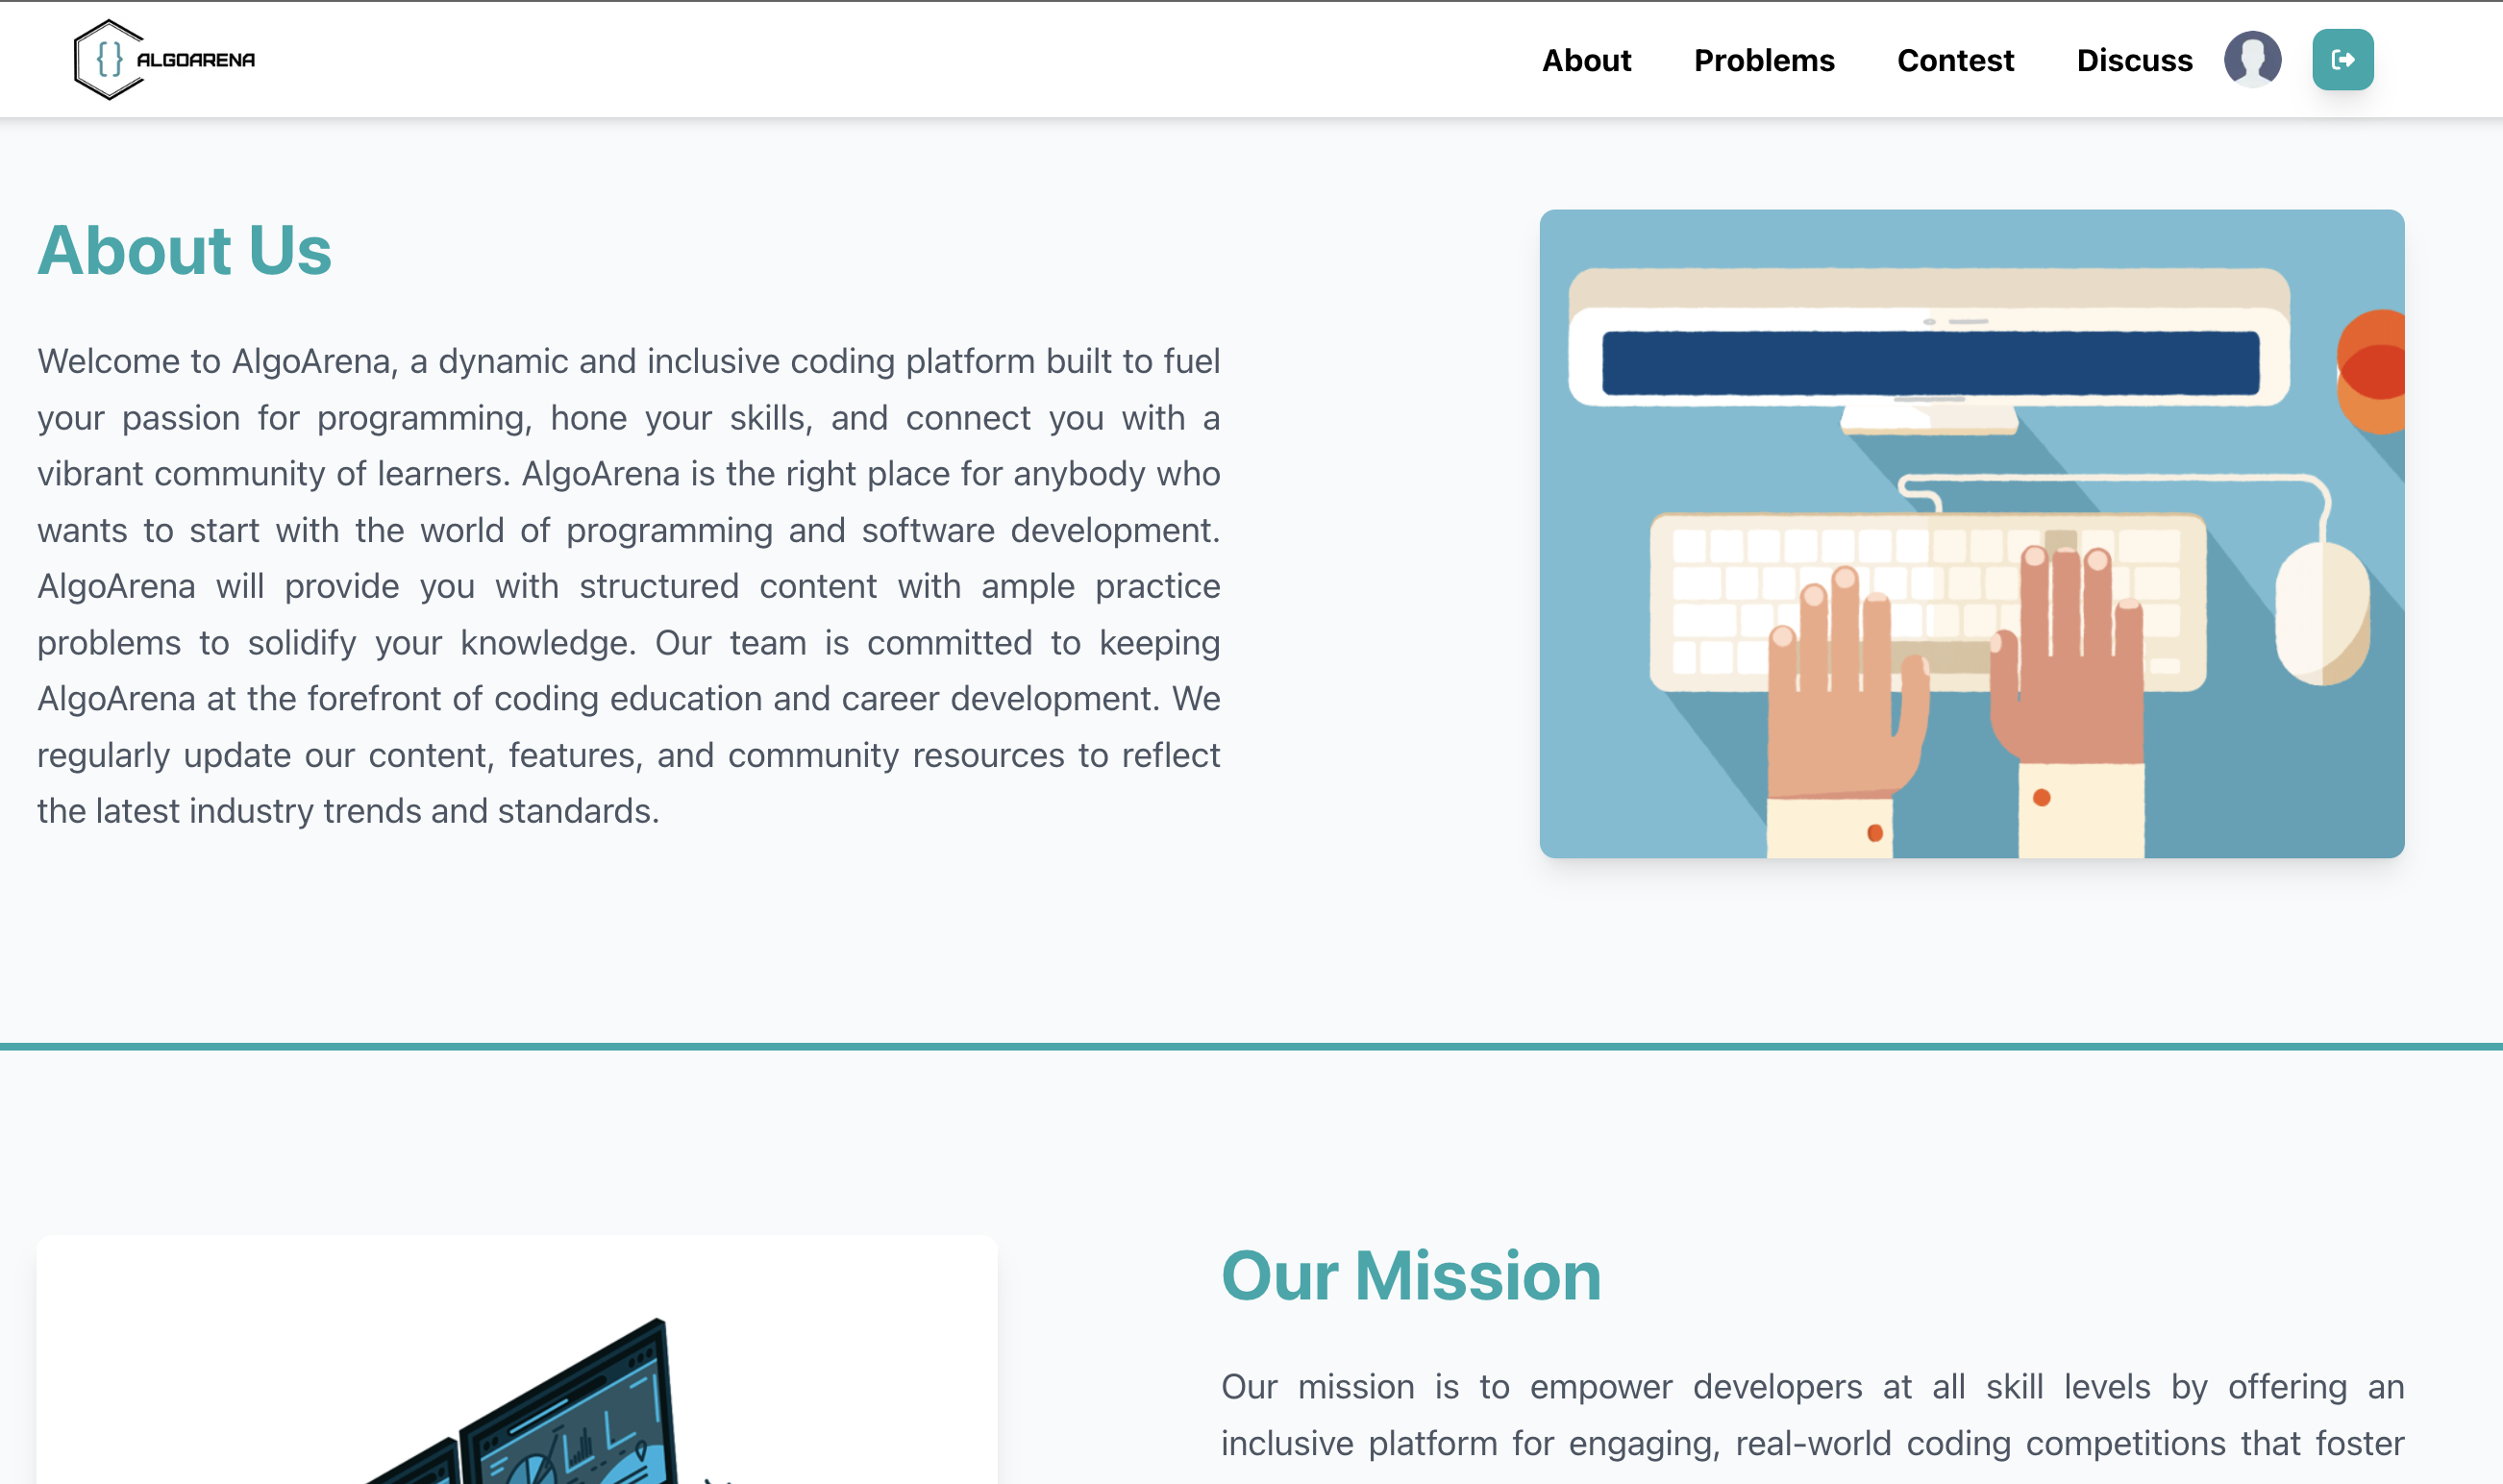 {} ALGOARENA
About Problems Contest Discuss
About Us
Welcome to AlgoArena, a dynamic and inclusive coding platform built to fuel
your passion for programming, hone your skills, and connect you with a
vibrant community of learners. AlgoArena is the right place for anybody who
wants to start with the world of programming and software development.
AlgoArena will provide you with structured content with ample practice
problems to solidify your knowledge. Our team is committed to keeping
AlgoArena at the forefront of coding education and career development. We
regularly update our content, features, and community resources to reflect
the latest industry trends and standards.
Our Mission
Our mission is to empower developers at all skill levels by offering an
inclusive platform for engaging, real-world coding competitions that foster